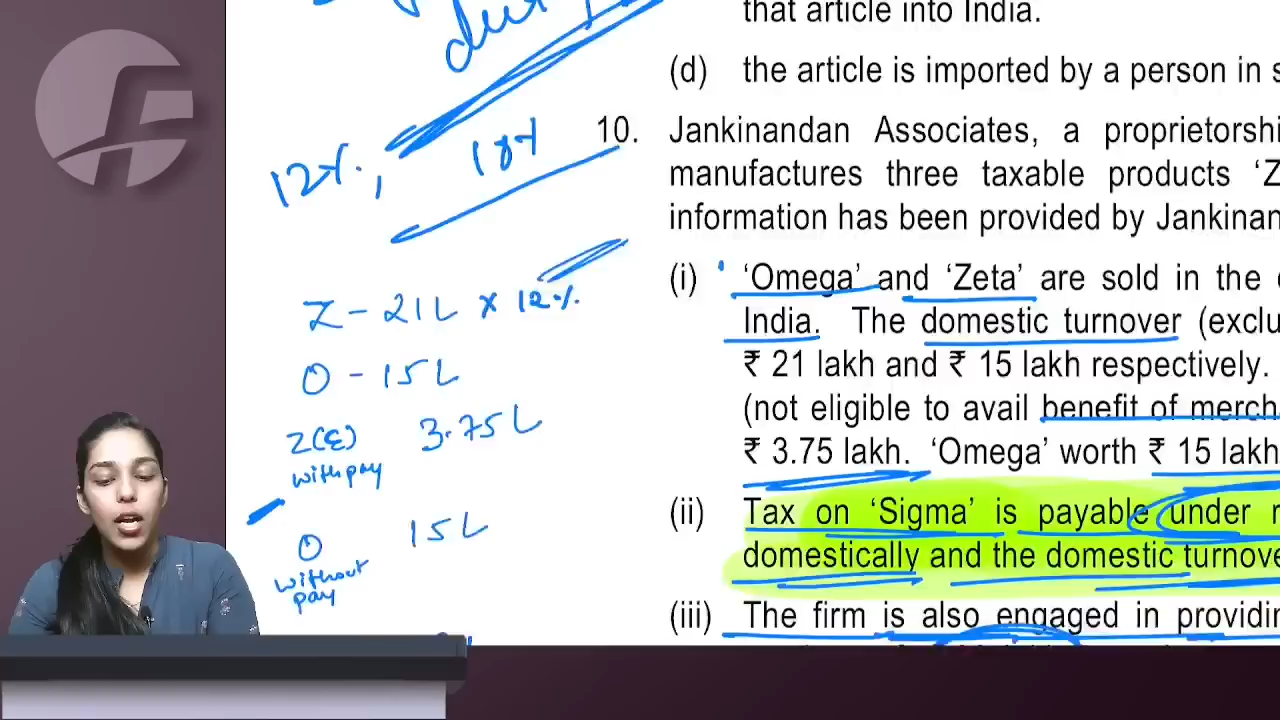 that article into India.
(d) the article is imported by a person in s
12%, 18%
10. Jankinandan Associates, a proprietorshi
manufactures three taxable products ‘Z
information has been provided by Jankinan
(i) ‘Omega’ and ‘Zeta’ are sold in the
India. The domestic turnover (exclu
₹ 21 lakh and ₹ 15 lakh respectively.
(not eligible to avail benefit of merch
₹ 3.75 lakh. ‘Omega’ worth ₹ 15 lakh
(ii) Tax on ‘Sigma’ is payable under
domestically and the domestic turnove
(iii) The firm is also engaged in providin
Z - 21L x 12%
O - 15L
Z(E) 3.75L
with pay
O 15L
without
pay